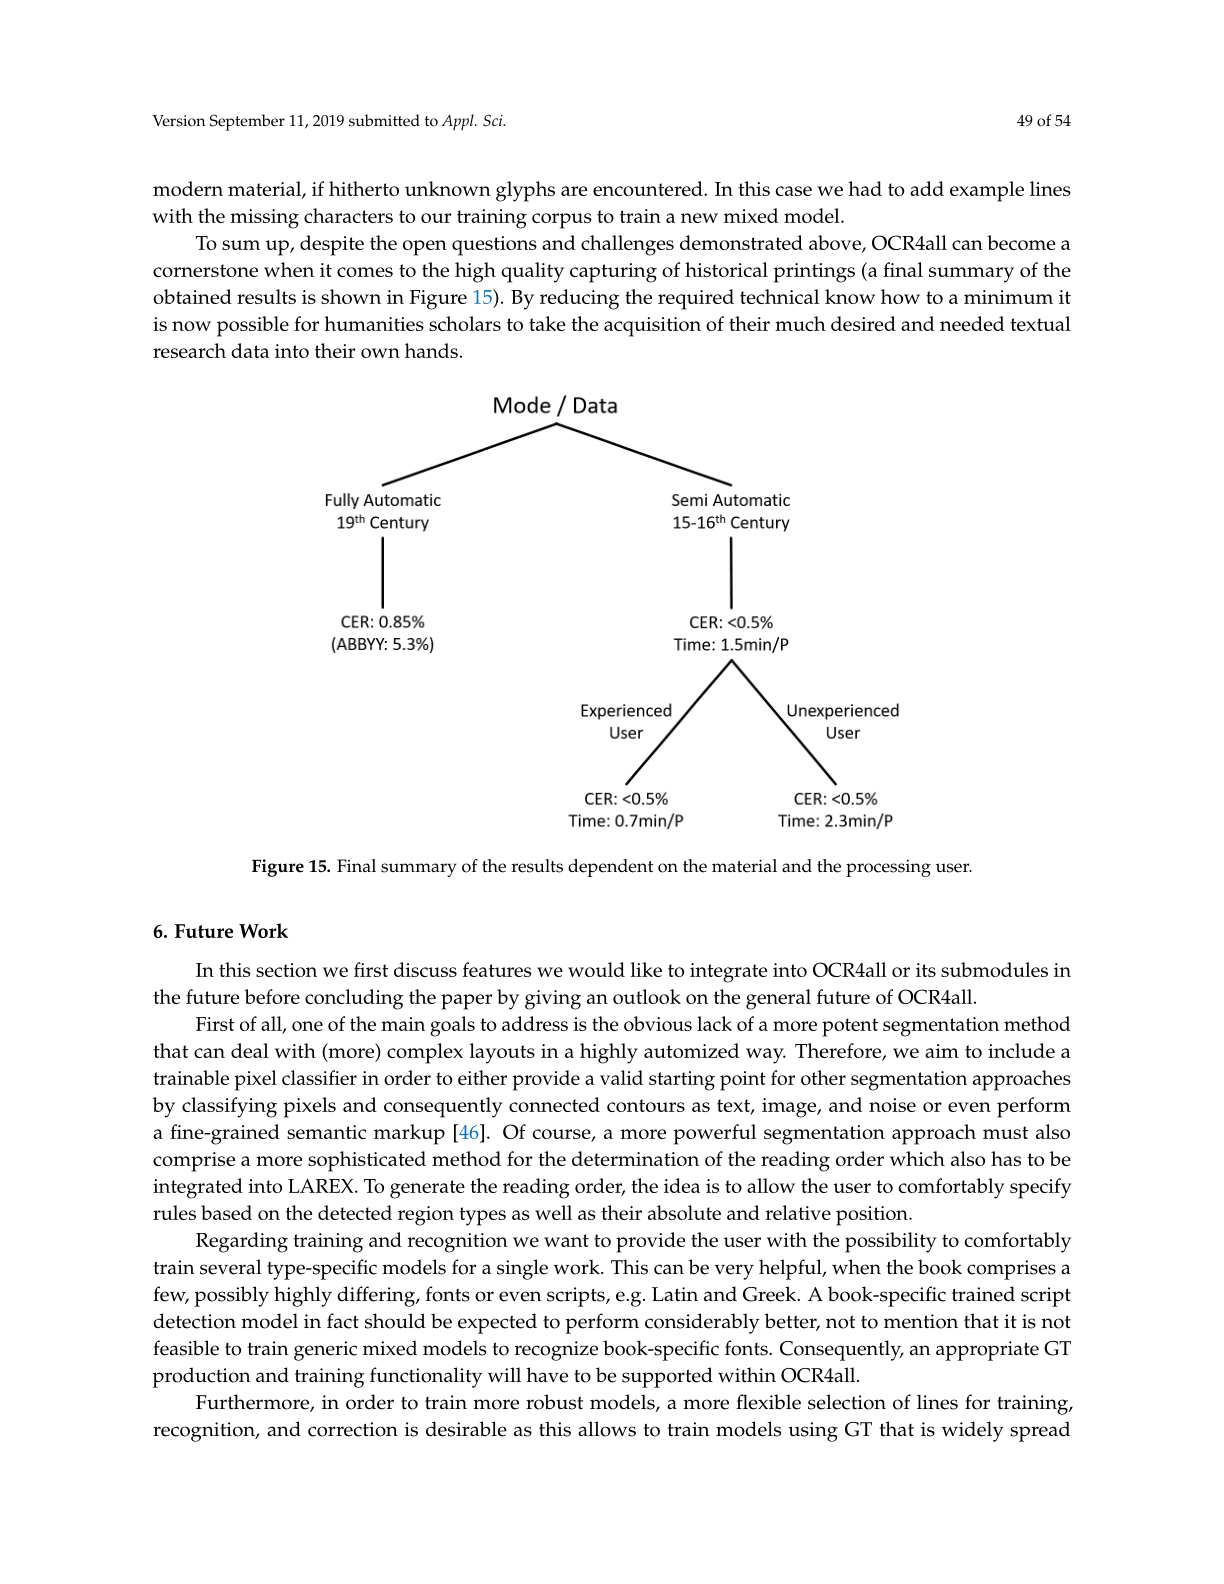 Version September 11, 2019 submitted to Appl. Sci.
49 of 54
modern material, if hitherto unknown glyphs are encountered. In this case we had to add example lines
with the missing characters to our training corpus to train a new mixed model.
To sum up, despite the open questions and challenges demonstrated above, OCR4all can become a
cornerstone when it comes to the high quality capturing of historical printings (a final summary of the
obtained results is shown in Figure 15). By reducing the required technical know how to a minimum it
is now possible for humanities scholars to take the acquisition of their much desired and needed textual
research data into their own hands.
Mode / Data
Fully Automatic
19th Century
Semi Automatic
15-16th Century
CER: 0.85%
(ABBYY: 5.3%)
CER: <0.5%
Time: 1.5min/P
Experienced
User
Unexperienced
User
CER: <0.5%
Time: 0.7min/P
CER: <0.5%
Time: 2.3min/P
Figure 15. Final summary of the results dependent on the material and the processing user.
6. Future Work
In this section we first discuss features we would like to integrate into OCR4all or its submodules in
the future before concluding the paper by giving an outlook on the general future of OCR4all.
First of all, one of the main goals to address is the obvious lack of a more potent segmentation method
that can deal with (more) complex layouts in a highly automized way. Therefore, we aim to include a
trainable pixel classifier in order to either provide a valid starting point for other segmentation approaches
by classifying pixels and consequently connected contours as text, image, and noise or even perform
a fine-grained semantic markup [46]. Of course, a more powerful segmentation approach must also
comprise a more sophisticated method for the determination of the reading order which also has to be
integrated into LAREX. To generate the reading order, the idea is to allow the user to comfortably specify
rules based on the detected region types as well as their absolute and relative position.
Regarding training and recognition we want to provide the user with the possibility to comfortably
train several type-specific models for a single work. This can be very helpful, when the book comprises a
few, possibly highly differing, fonts or even scripts, e.g. Latin and Greek. A book-specific trained script
detection model in fact should be expected to perform considerably better, not to mention that it is not
feasible to train generic mixed models to recognize book-specific fonts. Consequently, an appropriate GT
production and training functionality will have to be supported within OCR4all.
Furthermore, in order to train more robust models, a more flexible selection of lines for training,
recognition, and correction is desirable as this allows to train models using GT that is widely spread